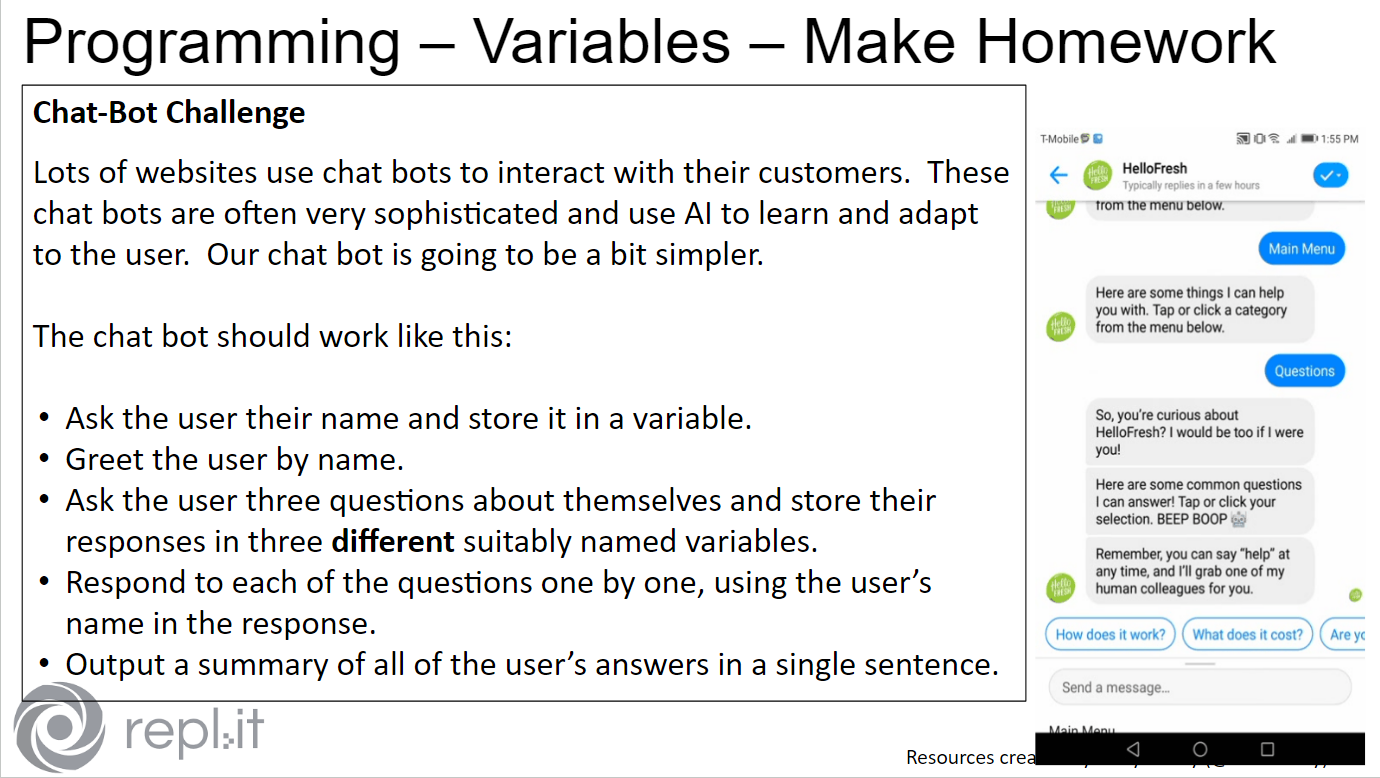 Programming – Variables – Make Homework
Chat-Bot Challenge
Lots of websites use chat bots to interact with their customers.  These
chat bots are often very sophisticated and use AI to learn and adapt
to the user.  Our chat bot is going to be a bit simpler.
The chat bot should work like this:
• Ask the user their name and store it in a variable.
• Greet the user by name.
• Ask the user three questions about themselves and store their
responses in three different suitably named variables.
• Respond to each of the questions one by one, using the user’s
name in the response.
• Output a summary of all of the user’s answers in a single sentence.
repl.it
T-Mobile 1:55 PM
HelloFresh
Typically replies in a few hours
from the menu below.
Main Menu
Here are some things I can help
you with. Tap or click a category
from the menu below.
Questions
So, you’re curious about
HelloFresh? I would be too if I were
you!
Here are some common questions
I can answer! Tap or click your
selection. BEEP BOOP 🤖
Remember, you can say “help” at
any time, and I’ll grab one of my
human colleagues for you.
How does it work? What does it cost?
Send a message...
Main Menu
Resources